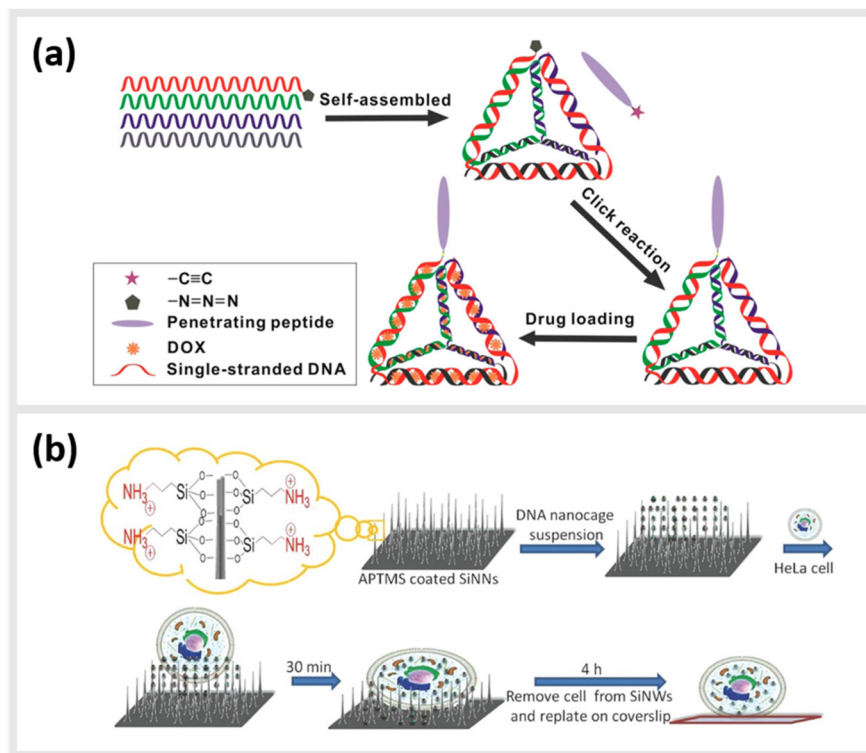 (a)
Self-assembled
Click reaction
Drug loading
–C≡C
–N=N=N
Penetrating peptide
DOX
Single-stranded DNA
(b)
NH3 + Si O O O O Si NH3 +
NH3 + Si O O O O Si NH3 +
APTMS coated SiNNs
DNA nanocage
suspension
HeLa cell
30 min
4 h
Remove cell from SiNWs
and replate on coverslip